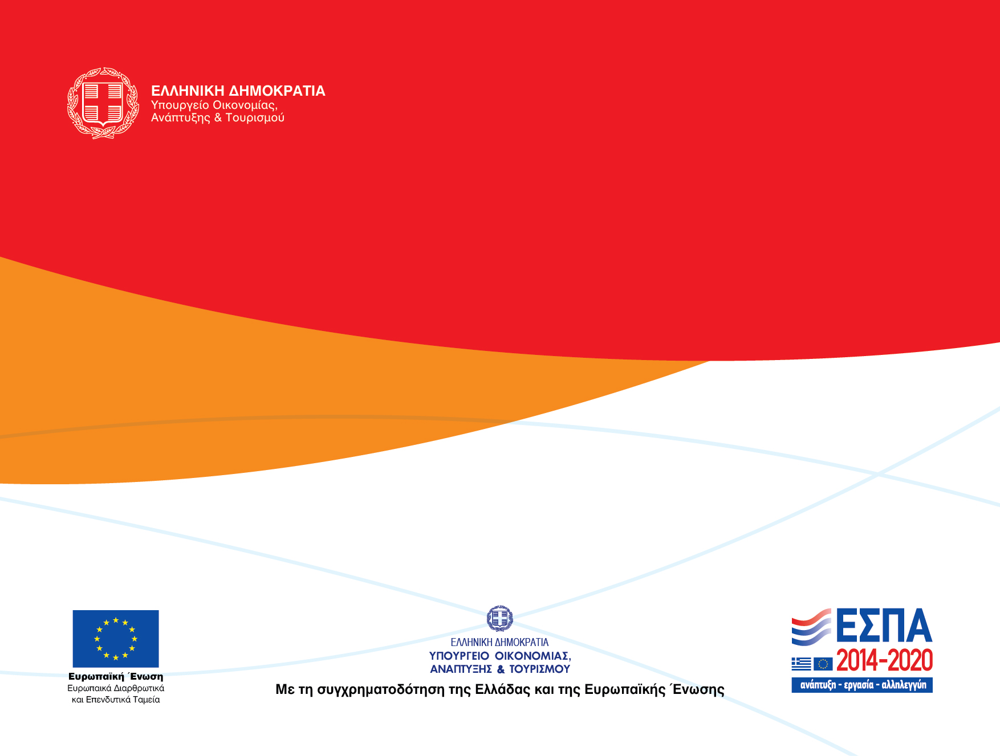 ΕΛΛΗΝΙΚΗ ΔΗΜΟΚΡΑΤΙΑ
Υπουργείο Οικονομίας,
Ανάπτυξης & Τουρισμού
Ευρωπαϊκή Ένωση
Ευρωπαικά Διαρθρωτικά
και Επενδυτικά Ταμεία
ΕΛΛΗΝΙΚΗ ΔΗΜΟΚΡΑΤΙΑ
ΥΠΟΥΡΓΕΙΟ ΟΙΚΟΝΟΜΙΑΣ,
ΑΝΑΠΤΥΞΗΣ & ΤΟΥΡΙΣΜΟΥ
Με τη συγχρηματοδότηση της Ελλάδας και της Ευρωπαϊκής Ένωσης
ΕΣΠΑ
2014-2020
ανάπτυξη - εργασία - αλληλεγγύη